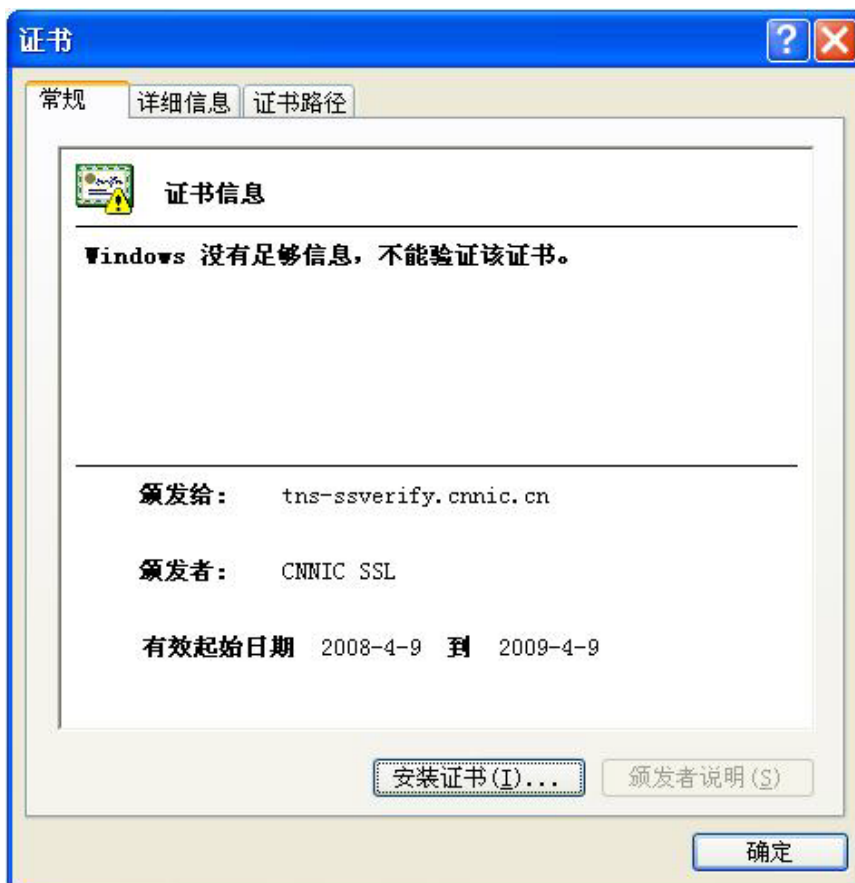 证书
常规 详细信息 证书路径
证书信息
Windows 没有足够信息，不能验证该证书。
颁发给： tns-ssverify.cnnic.cn
颁发者： CNNIC SSL
有效起始日期 2008-4-9 到 2009-4-9
安装证书(I)... 颁发者说明(S)
确定